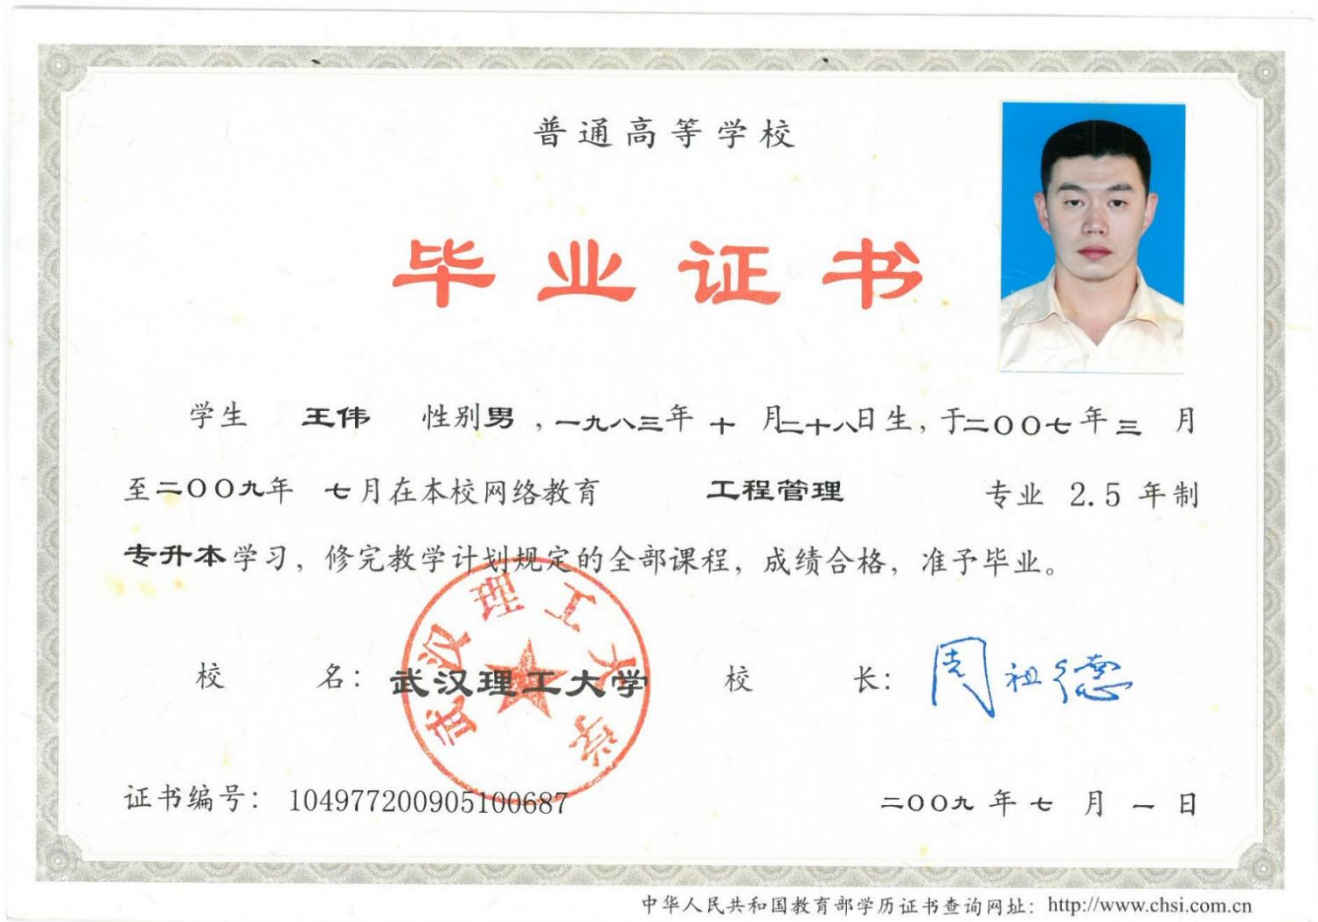 普通高等学校
毕业证书
学生 王伟 性别男，一九八三年 十 月二十八日生，于二〇〇七年 三 月
至二〇〇九年 七月在本校网络教育 工程管理 专业 2.5 年制
专升本学习，修完教学计划规定的全部课程，成绩合格，准予毕业。
校 名：武汉理工大学 校 长：周祖德
武汉理工大学
证书编号：104977200905100687 二〇〇九 年 七 月 一 日
中华人民共和国教育部学历证书查询网址：http://www.chsi.com.cn